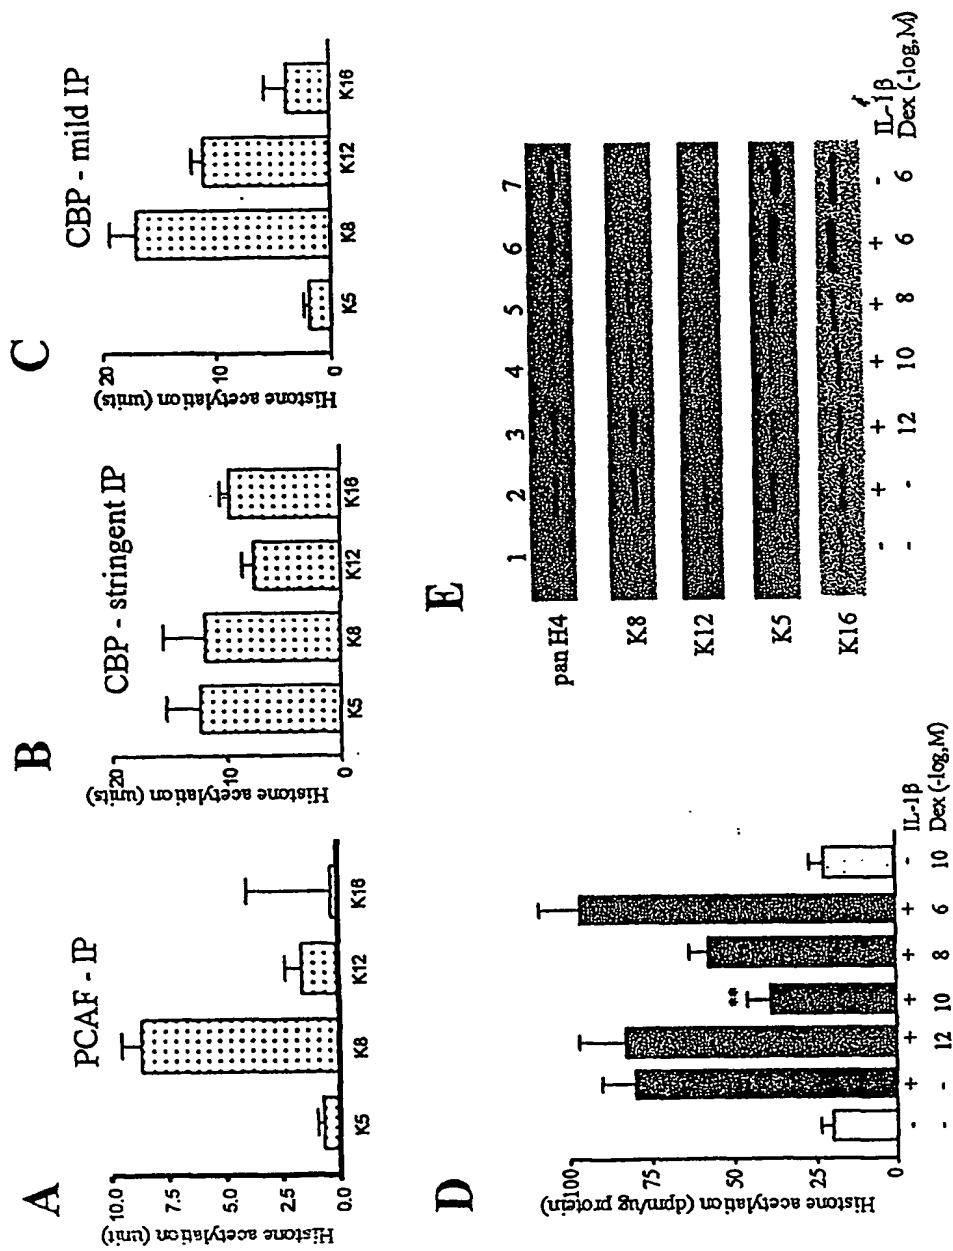 A
PCAF - IP
Histone acetylation
(unit)
10.0
7.5
5.0
2.5
0.0
K5
K8
K12
K16
B
CBP - stringent IP
Histone acetylation (units)
20
10
0
K5
K8
K12
K16
C
CBP - mild IP
Histone acetylation (units)
20
10
0
K5
K8
K12
K16
D
Histone acetylation (dpm/ug protein)
100
75
50
25
0
**
- + + + + + - IL-1β
- - 12 10 8 6 10 Dex (-log,M)
E
1 2 3 4 5 6 7
pan H4
K8
K12
K5
K16
- + + + + + - IL-1β
- - 12 10 8 6 6 Dex (-log,M)